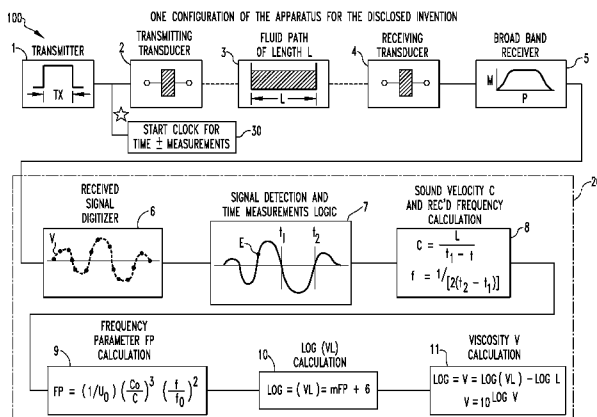 ONE CONFIGURATION OF THE APPARATUS FOR THE DISCLOSED INVENTION
100
1
TRANSMITTER
TX
2
TRANSMITTING
TRANSDUCER
3
FLUID PATH
OF LENGTH L
L
4
RECEIVING
TRANSDUCER
BROAD BAND
RECEIVER
5
M
P
START CLOCK FOR
TIME ± MEASUREMENTS
30
20
RECEIVED
SIGNAL
DIGITIZER
6
V
SIGNAL DETECTION AND
TIME MEASUREMENTS LOGIC
7
E
t1
t2
SOUND VELOCITY C
AND REC'D FREQUENCY
CALCULATION
8
C = L / t1 - t
f = 1/[2(t2 - t1)]
FREQUENCY
PARAMETER FP
CALCULATION
9
FP = (1/U0) (Co/C)^3 (f/f0)^2
10
LOG (VL)
CALCULATION
LOG = (VL) = mFP + 6
11
VISCOSITY V
CALCULATION
LOG = V = LOG(VL) - LOG L
V = 10^LOG V